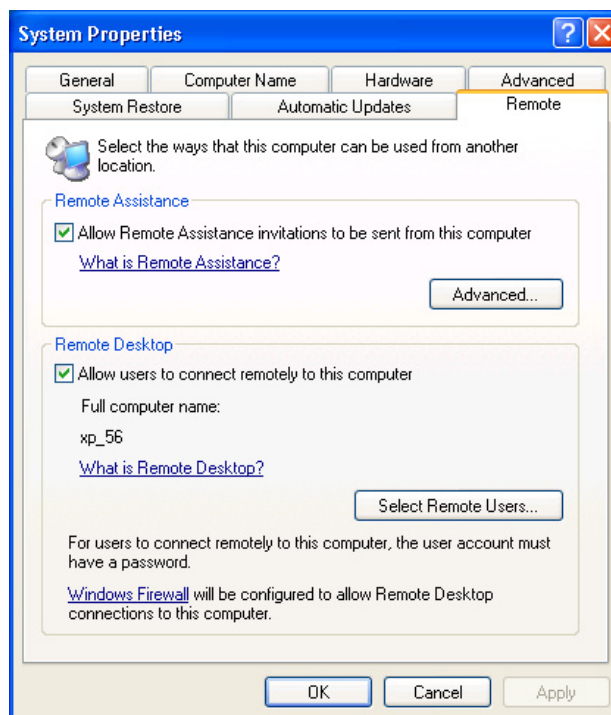 System Properties
General
Computer Name
Hardware
Advanced
System Restore
Automatic Updates
Remote
Select the ways that this computer can be used from another
location.
Remote Assistance
Allow Remote Assistance invitations to be sent from this computer
What is Remote Assistance?
Advanced...
Remote Desktop
Allow users to connect remotely to this computer
Full computer name:
xp_56
What is Remote Desktop?
Select Remote Users...
For users to connect remotely to this computer, the user account must
have a password.
Windows Firewall will be configured to allow Remote Desktop
connections to this computer.
OK
Cancel
Apply